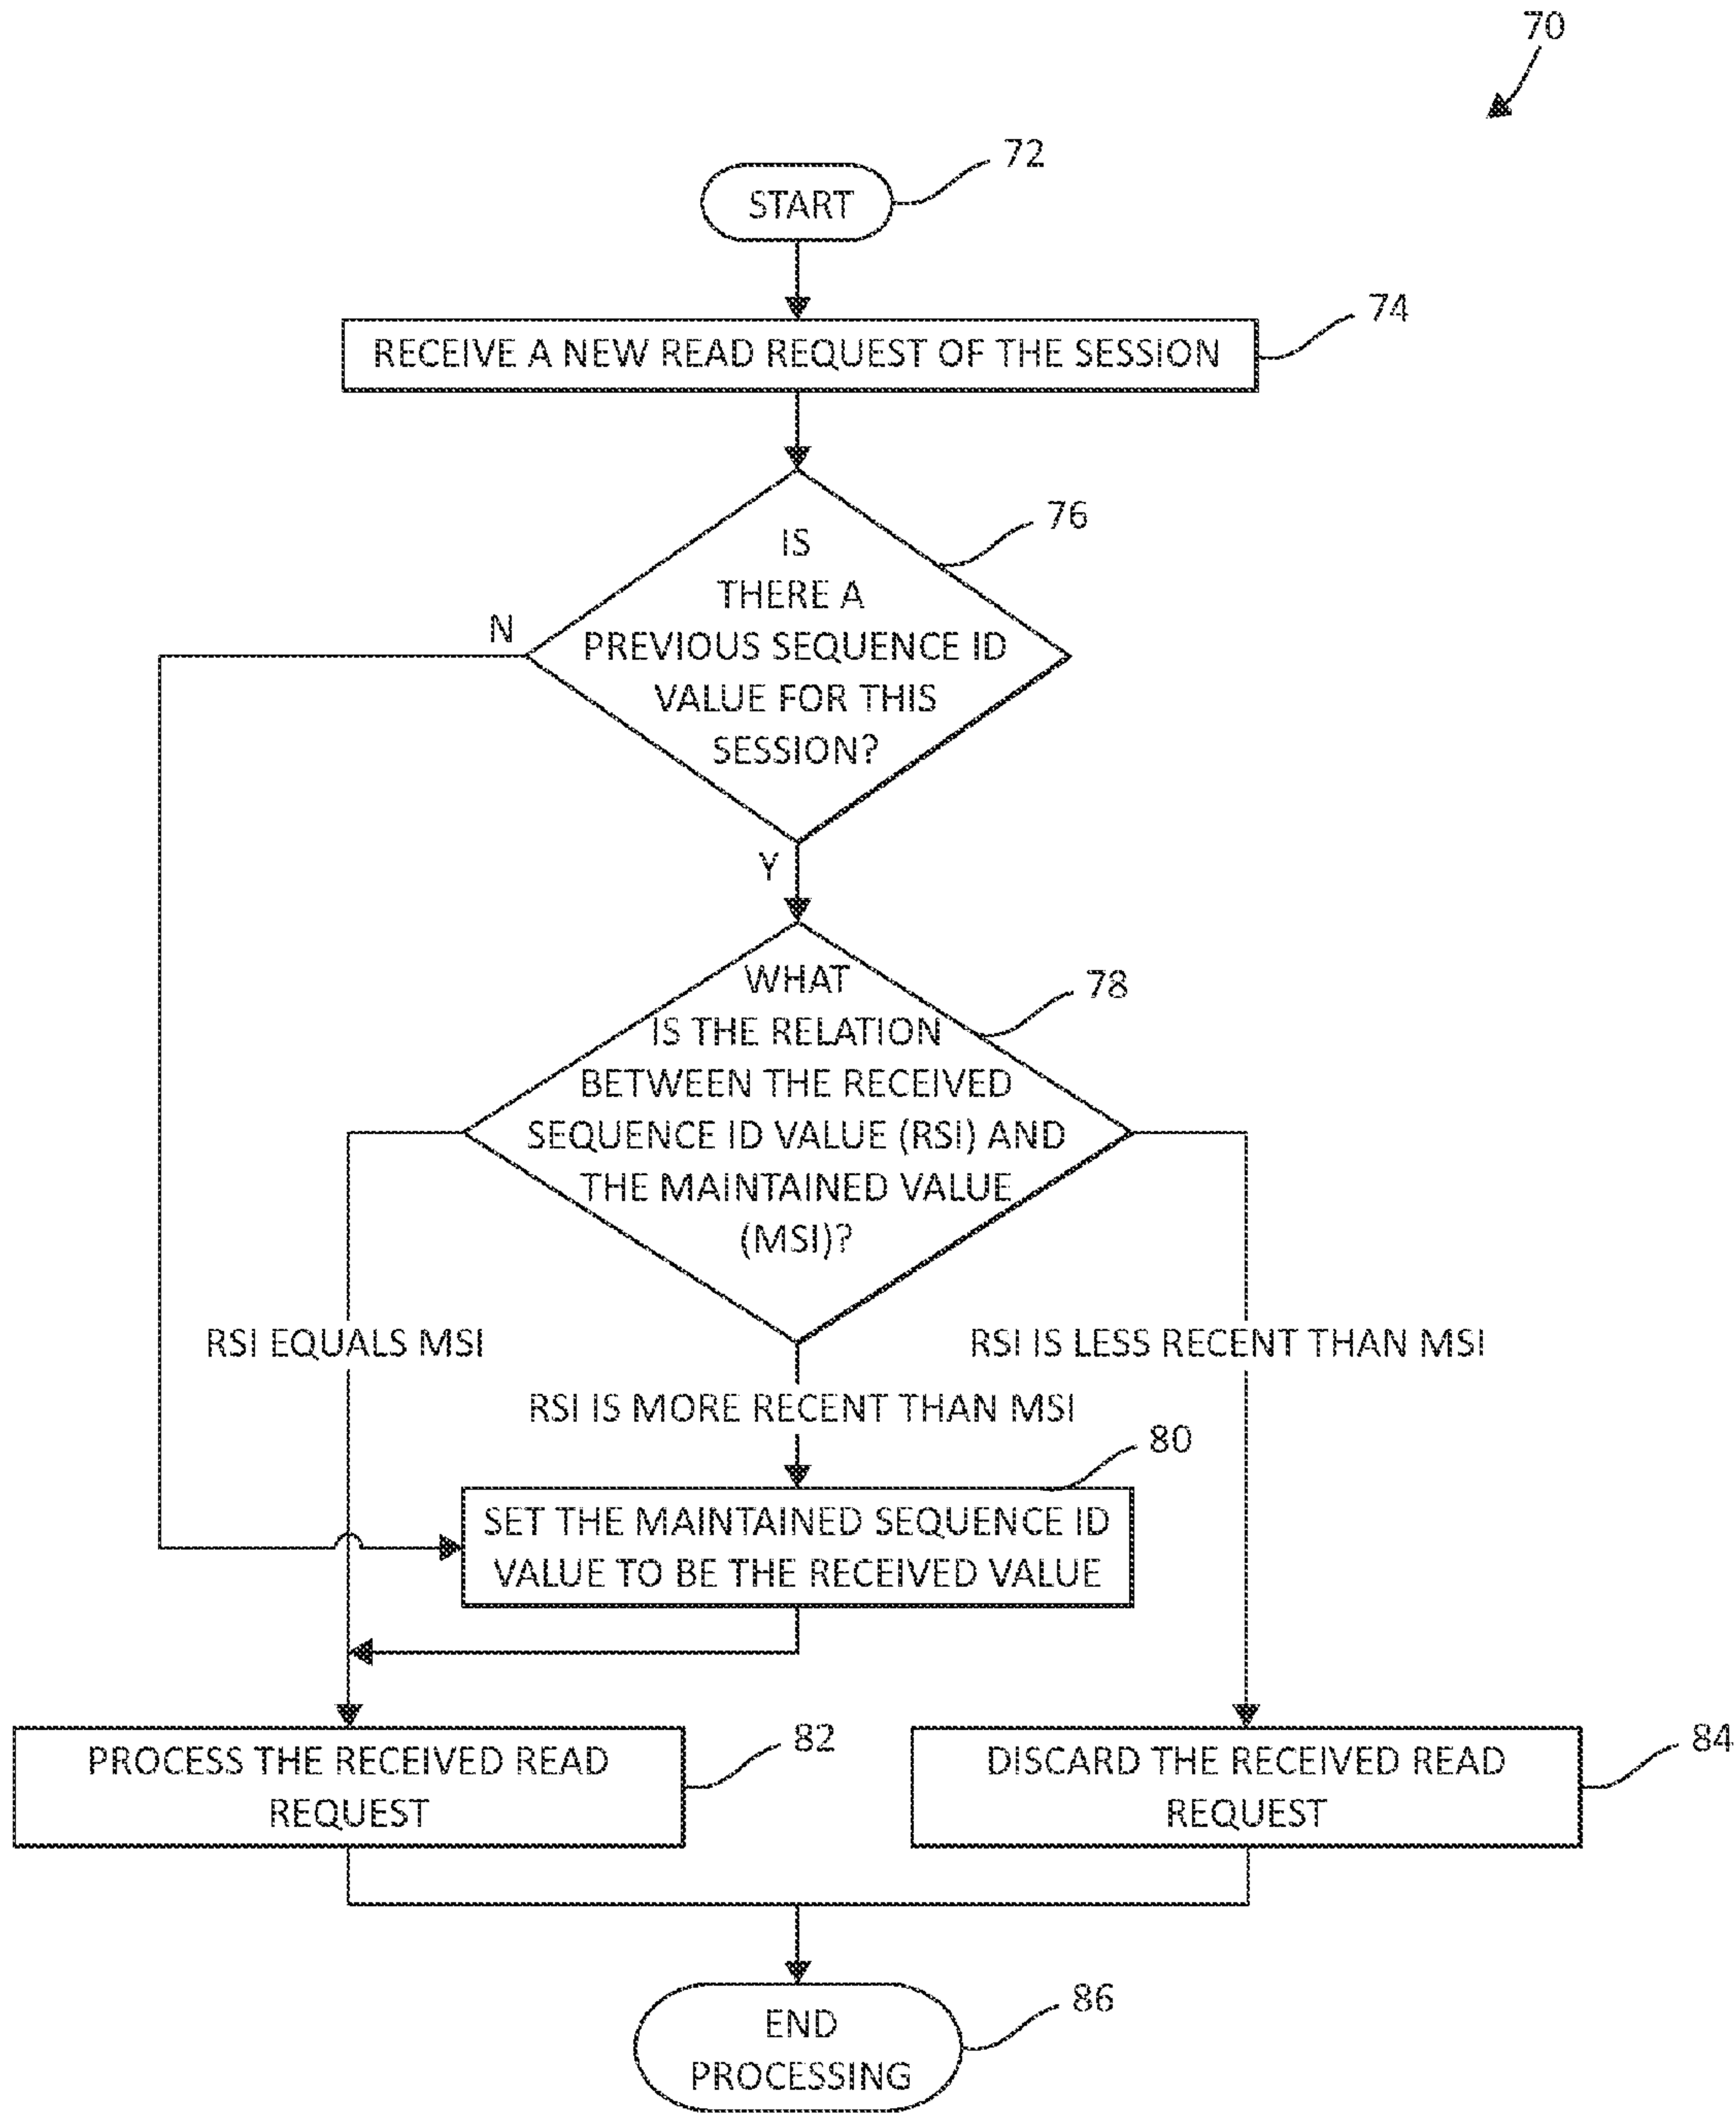 70
72
START
74
RECEIVE A NEW READ REQUEST OF THE SESSION
76
IS
THERE A
PREVIOUS SEQUENCE ID
VALUE FOR THIS
SESSION?
N
Y
78
WHAT
IS THE RELATION
BETWEEN THE RECEIVED
SEQUENCE ID VALUE (RSI) AND
THE MAINTAINED VALUE
(MSI)?
RSI EQUALS MSI
RSI IS LESS RECENT THAN MSI
RSI IS MORE RECENT THAN MSI
80
SET THE MAINTAINED SEQUENCE ID
VALUE TO BE THE RECEIVED VALUE
82
PROCESS THE RECEIVED READ
REQUEST
84
DISCARD THE RECEIVED READ
REQUEST
86
END
PROCESSING